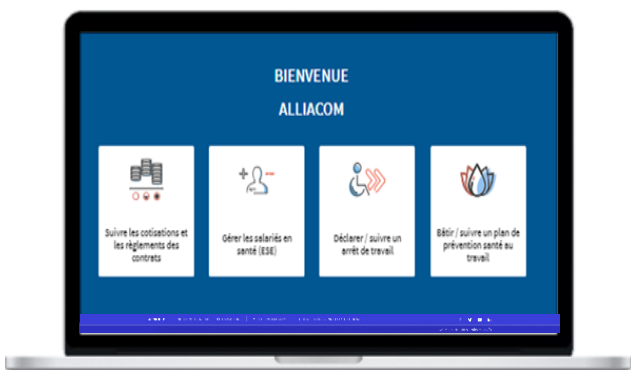 BIENVENUE
ALLIACOM
Suivre les cotisations et
les règlements des
contrats
Gérer les salariés en
santé (ESE)
Déclarer / suivre un
arrêt de travail
Bâtir / suivre un plan de
prévention santé au
travail